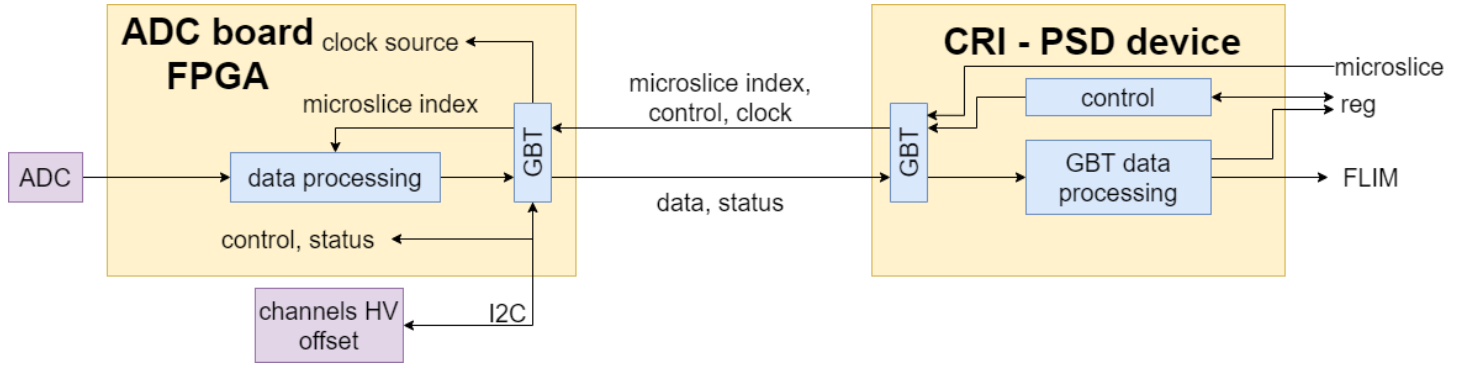 ADC board
FPGA
clock source
microslice index
ADC
data processing
GBT
control, status
channels HV
offset
I2C
microslice index,
control, clock
data, status
CRI - PSD device
GBT
control
GBT data
processing
microslice
reg
FLIM